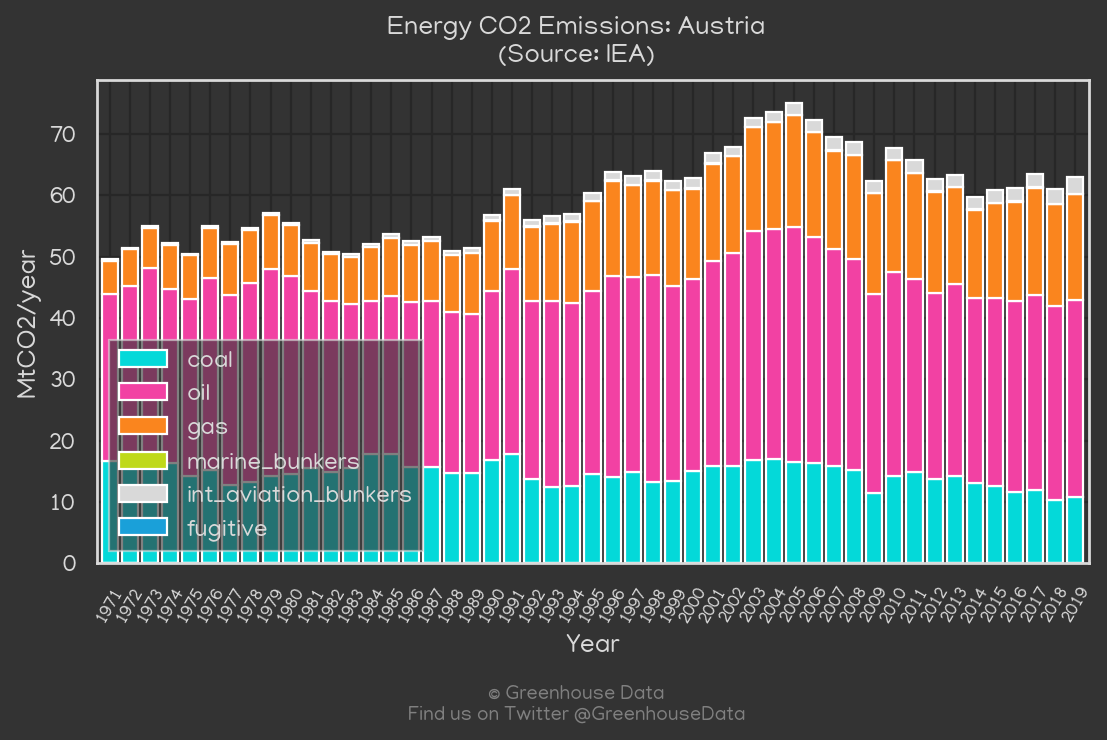 Energy CO2 Emissions: Austria
(Source: IEA)
MtCO2/year
70
60
50
40
30
20
10
0
coal
oil
gas
marine_bunkers
int_aviation_bunkers
fugitive
1971 1972 1973 1974 1975 1976 1977 1978 1979 1980 1981 1982 1983 1984 1985 1986 1987 1988 1989 1990 1991 1992 1993 1994 1995 1996 1997 1998 1999 2000 2001 2002 2003 2004 2005 2006 2007 2008 2009 2010 2011 2012 2013 2014 2015 2016 2017 2018 2019
Year
© Greenhouse Data
Find us on Twitter @GreenhouseData